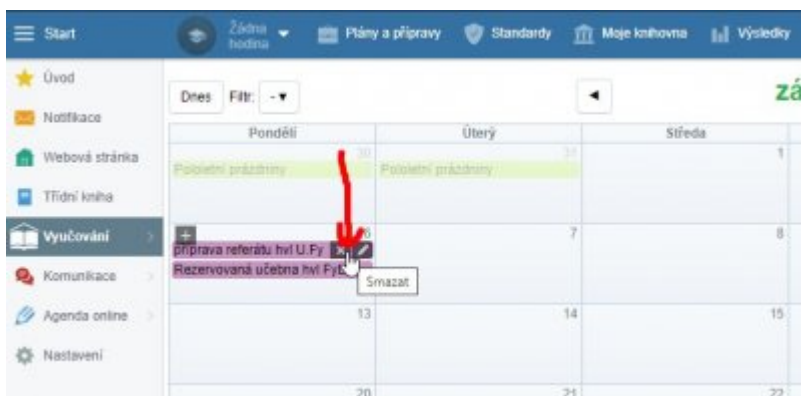 Start
Žádná
hodina
Plány a přípravy
Standardy
Moje knihovna
Výsledky
Úvod
Notifikace
Webová stránka
Třídní kniha
Vyučování
Komunikace
Agenda online
Nastavení
Dnes Filtr: -
zá
Pondělí Úterý Středa
30 31 1
Pololetní prázdniny Pololetní prázdniny
6 7 8
příprava referátu hvl U.Fy
Rezervovaná učebna hvl
Smazat
13 14 15
20 21 22